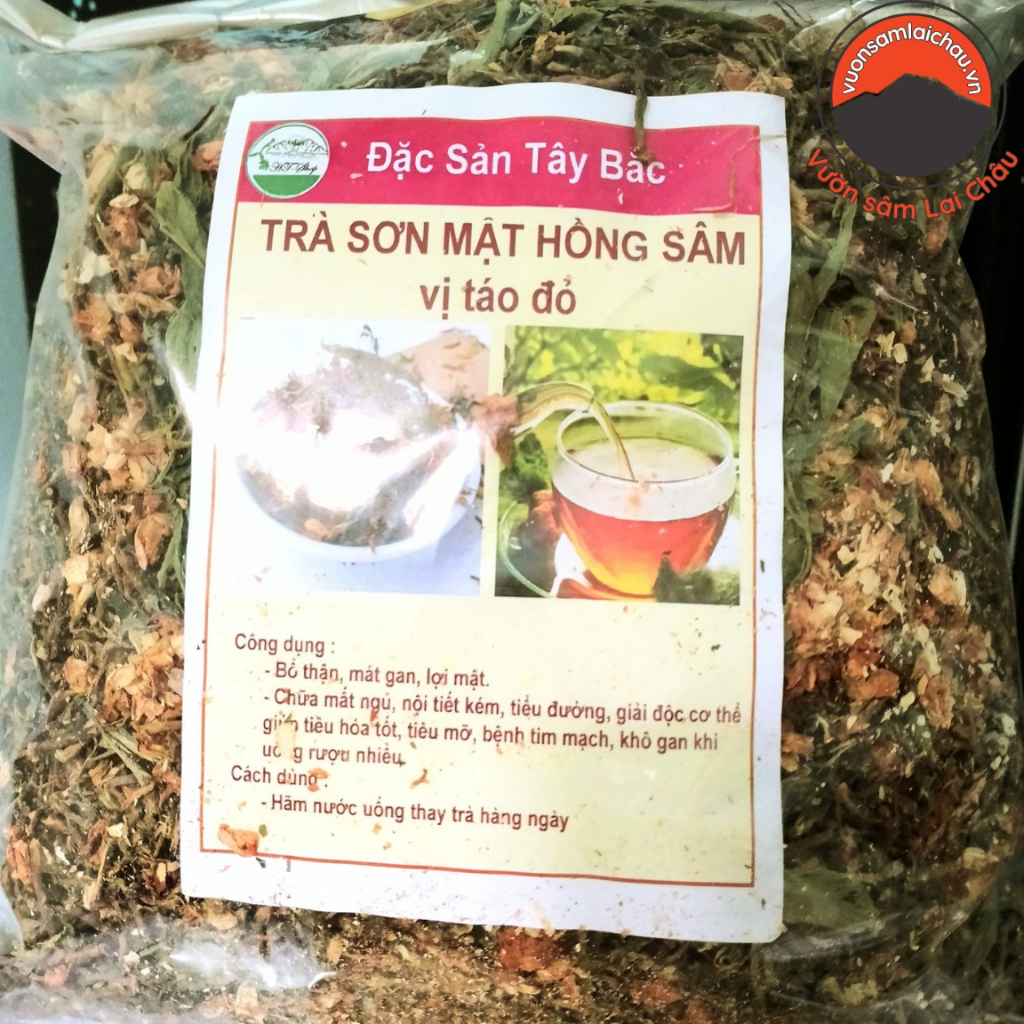 vuonsamlaichau.vn
Vườn sâm Lai Châu
H.T Shop
Đặc Sản Tây Bắc
TRÀ SƠN MẬT HỒNG SÂM
vị táo đỏ
Công dụng :
- Bổ thận, mát gan, lợi mật.
- Chữa mất ngủ, nội tiết kém, tiểu đường, giải độc cơ thể
giúp tiều hóa tốt, tiêu mỡ, bệnh tim mạch, khô gan khi
uống rượu nhiều.
Cách dùng :
- Hãm nước uống thay trà hàng ngày